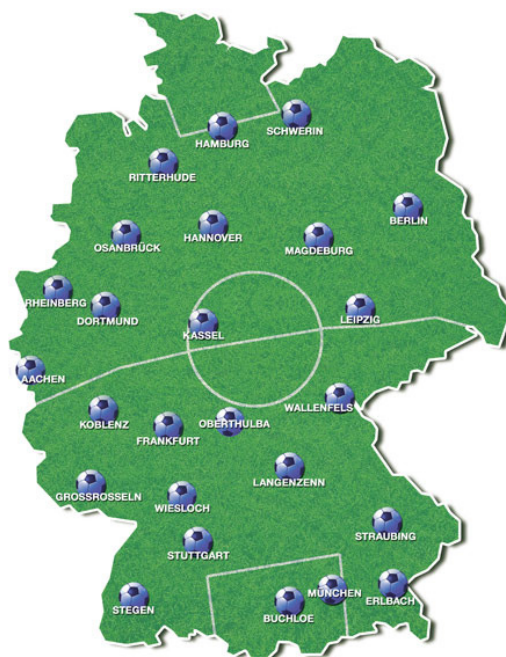 SCHWERIN
HAMBURG
RITTERHUDE
BERLIN
HANNOVER
OSANBRÜCK
MAGDEBURG
RHEINBERG
DORTMUND
LEIPZIG
KASSEL
AACHEN
WALLENFELS
KOBLENZ
OBERTHULBA
FRANKFURT
LANGENZENN
GROSSROSSELN
WIESLOCH
STRAUBING
STUTTGART
MÜNCHEN
ERLBACH
STEGEN
BUCHLOE